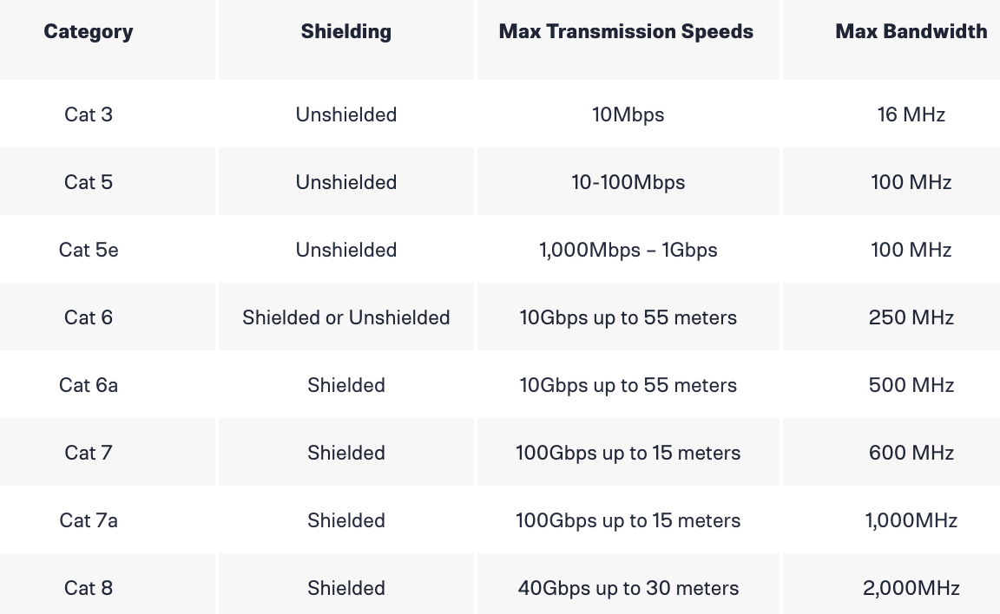 Category Shielding Max Transmission Speeds Max Bandwidth
Cat 3 Unshielded 10Mbps 16 MHz
Cat 5 Unshielded 10-100Mbps 100 MHz
Cat 5e Unshielded 1,000Mbps – 1Gbps 100 MHz
Cat 6 Shielded or Unshielded 10Gbps up to 55 meters 250 MHz
Cat 6a Shielded 10Gbps up to 55 meters 500 MHz
Cat 7 Shielded 100Gbps up to 15 meters 600 MHz
Cat 7a Shielded 100Gbps up to 15 meters 1,000MHz
Cat 8 Shielded 40Gbps up to 30 meters 2,000MHz